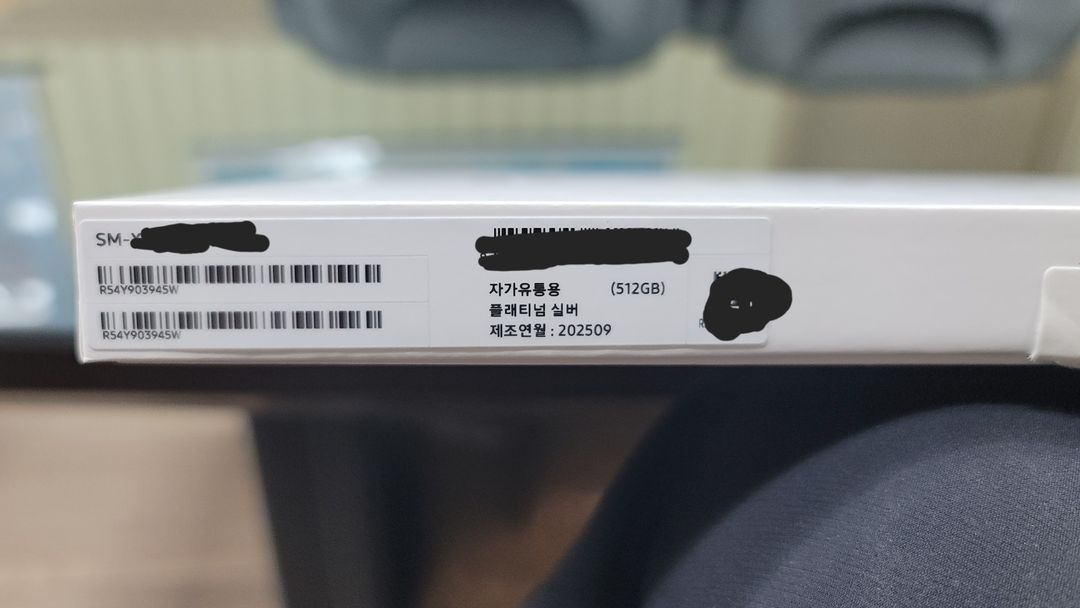 SM-X
R54Y903945W
R54Y903945W
자가유통용 (512GB)
플래티넘 실버
제조연월 : 202509